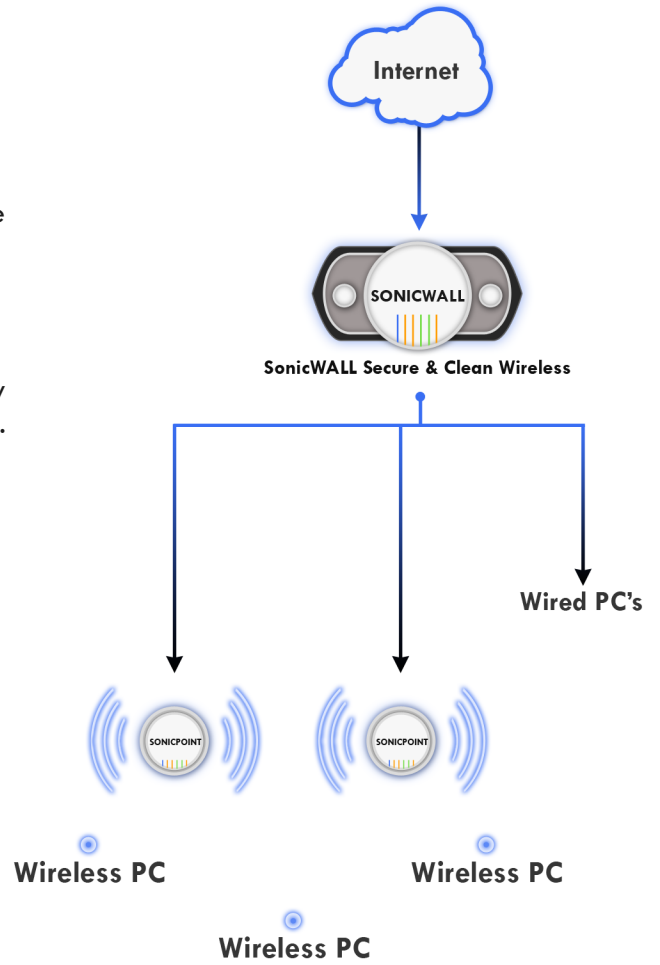 Internet
SONICWALL
SonicWALL Secure & Clean Wireless
Wired PC's
SONICPOINT
SONICPOINT
Wireless PC
Wireless PC
Wireless PC